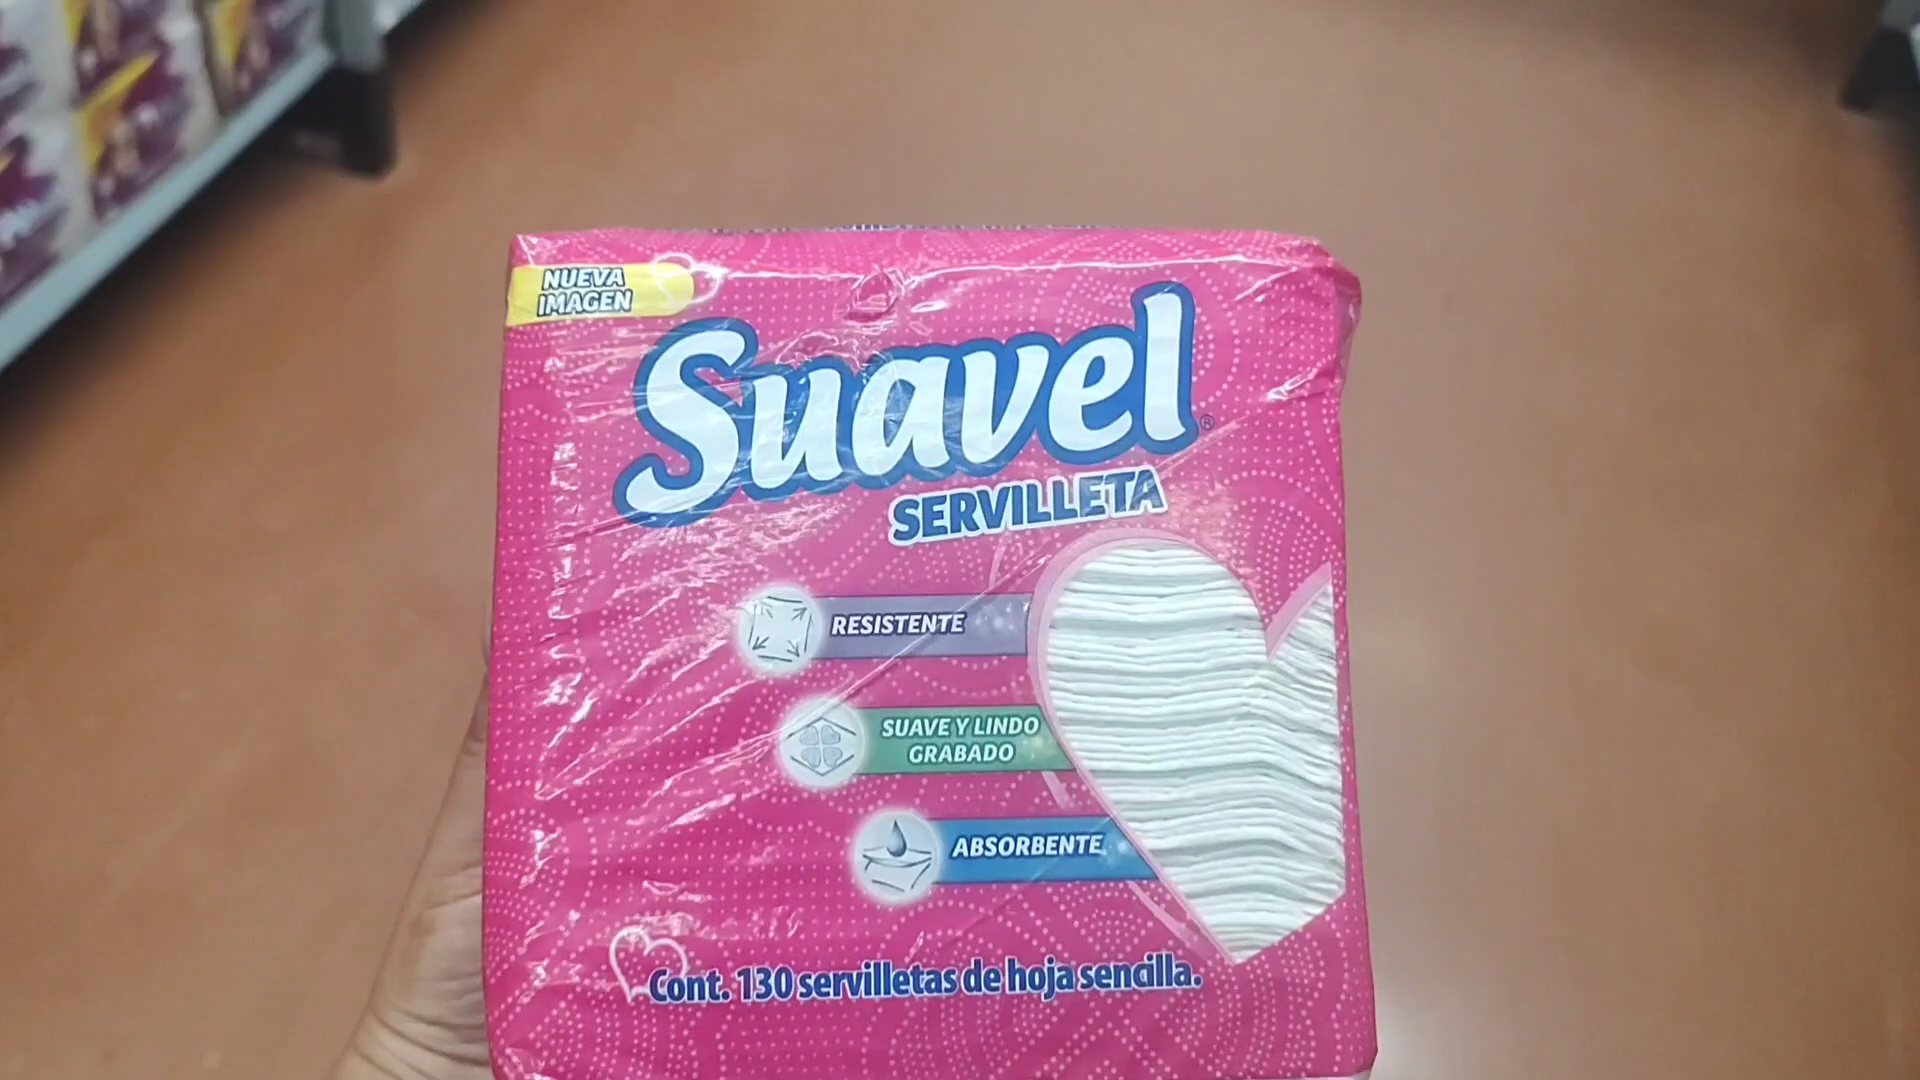 NUEVA
IMAGEN
Suavel®
SERVILLETA
RESISTENTE
SUAVE Y LINDO
GRABADO
ABSORBENTE
Cont. 130 servilletas de hoja sencilla.